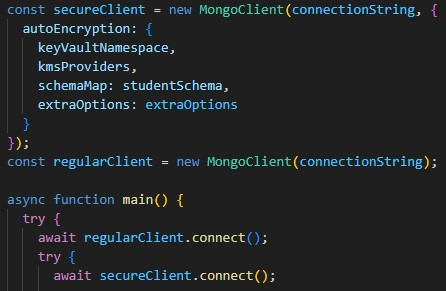 const secureClient = new MongoClient(connectionString, {
  autoEncryption: {
    keyVaultNamespace,
    kmsProviders,
    schemaMap: studentSchema,
    extraOptions: extraOptions
  }
});
const regularClient = new MongoClient(connectionString);

async function main() {
  try {
    await regularClient.connect();
    try {
      await secureClient.connect();